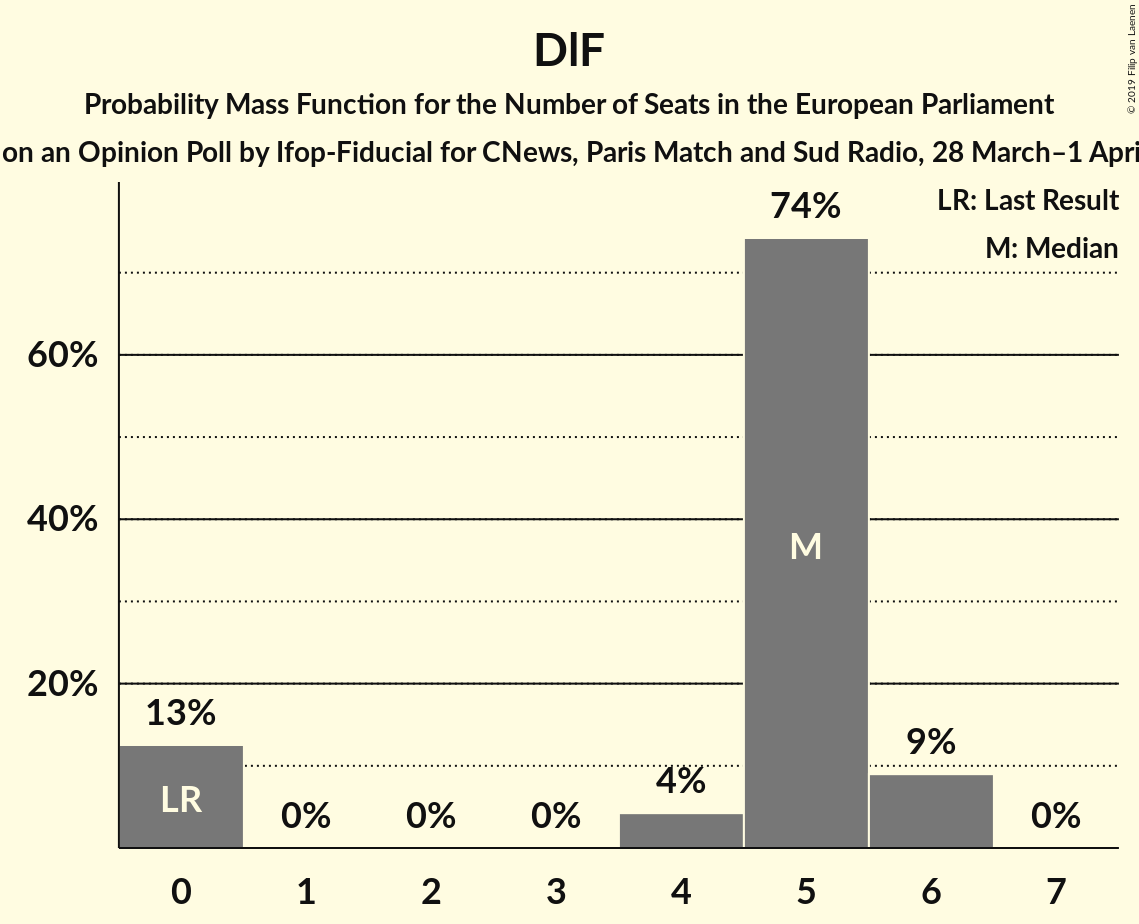 DlF
Probability Mass Function for the Number of Seats in the European Parliament
on an Opinion Poll by Ifop-Fiducial for CNews, Paris Match and Sud Radio, 28 March–1 Apri
© 2019 Filip van Laenen
LR: Last Result
M: Median
74%
60%
40%
M
20%
13%
9%
4%
LR
0%
0%
0%
0%
0
1
2
3
4
5
6
7